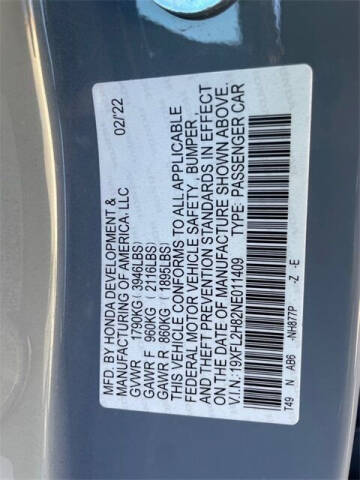 MFD. BY HONDA DEVELOPMENT &
MANUFACTURING OF AMERICA, LLC 02/'22
GVWR 1790KG (3946LBS)
GAWR F 960KG (2116LBS)
GAWR R 860KG (1895LBS)
THIS VEHICLE CONFORMS TO ALL APPLICABLE
FEDERAL MOTOR VEHICLE SAFETY, BUMPER,
AND THEFT PREVENTION STANDARDS IN EFFECT
ON THE DATE OF MANUFACTURE SHOWN ABOVE.
V.I.N.:19XFL2H82NE011409 TYPE: PASSENGER CAR
T49 N AB6 -NH877P -Z -E